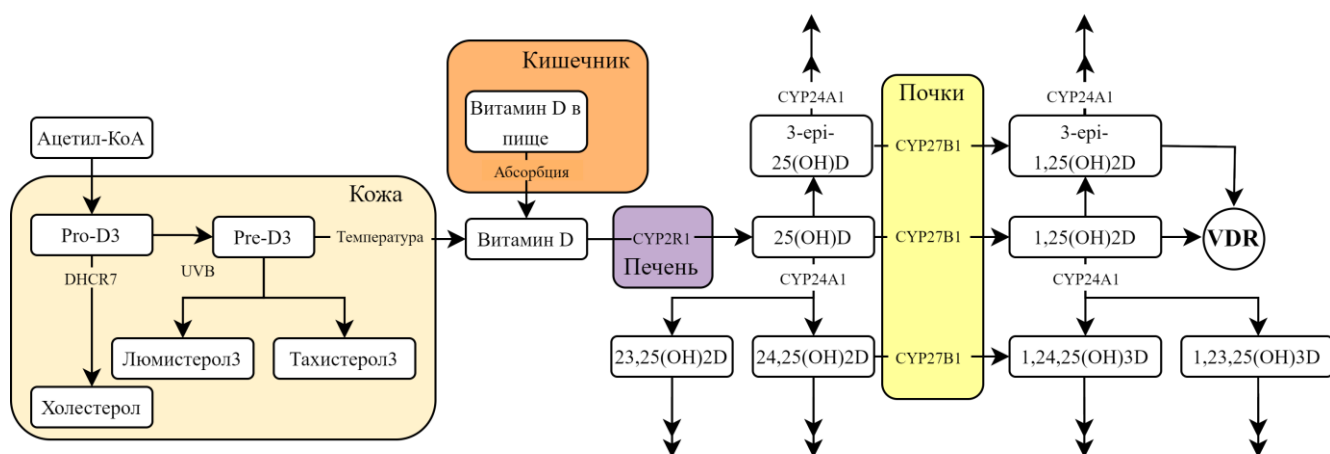 Кишечник
Витамин D в
пище
Абсорбция
Ацетил-КоА
Кожа
Pro-D3
Pre-D3
Температура
DHCR7
UVB
Люмистерол3
Тахистерол3
Холестерол
Витамин D
CYP2R1
Печень
CYP24A1
3-epi-
25(OH)D
25(OH)D
CYP24A1
23,25(OH)2D
24,25(OH)2D
Почки
CYP27B1
CYP27B1
CYP27B1
CYP24A1
3-epi-
1,25(OH)2D
1,25(OH)2D
VDR
CYP24A1
1,24,25(OH)3D
1,23,25(OH)3D